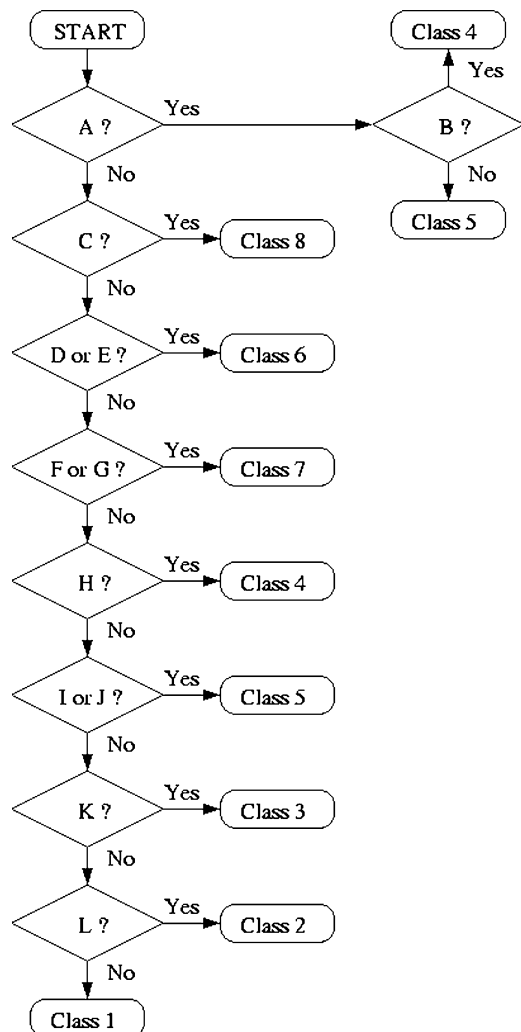 START
Class 4
Yes
Yes
A ?
B ?
No
No
Class 5
Yes
C ?
Class 8
No
Yes
D or E ?
Class 6
No
Yes
F or G ?
Class 7
No
Yes
H ?
Class 4
No
Yes
I or J ?
Class 5
No
Yes
K ?
Class 3
No
Yes
L ?
Class 2
No
Class 1